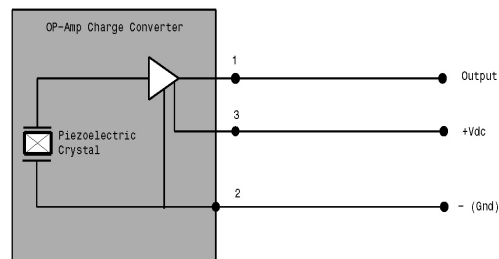 OP-Amp Charge Converter
1
Output
3
+Vdc
Piezoelectric
Crystal
2
- (Gnd)